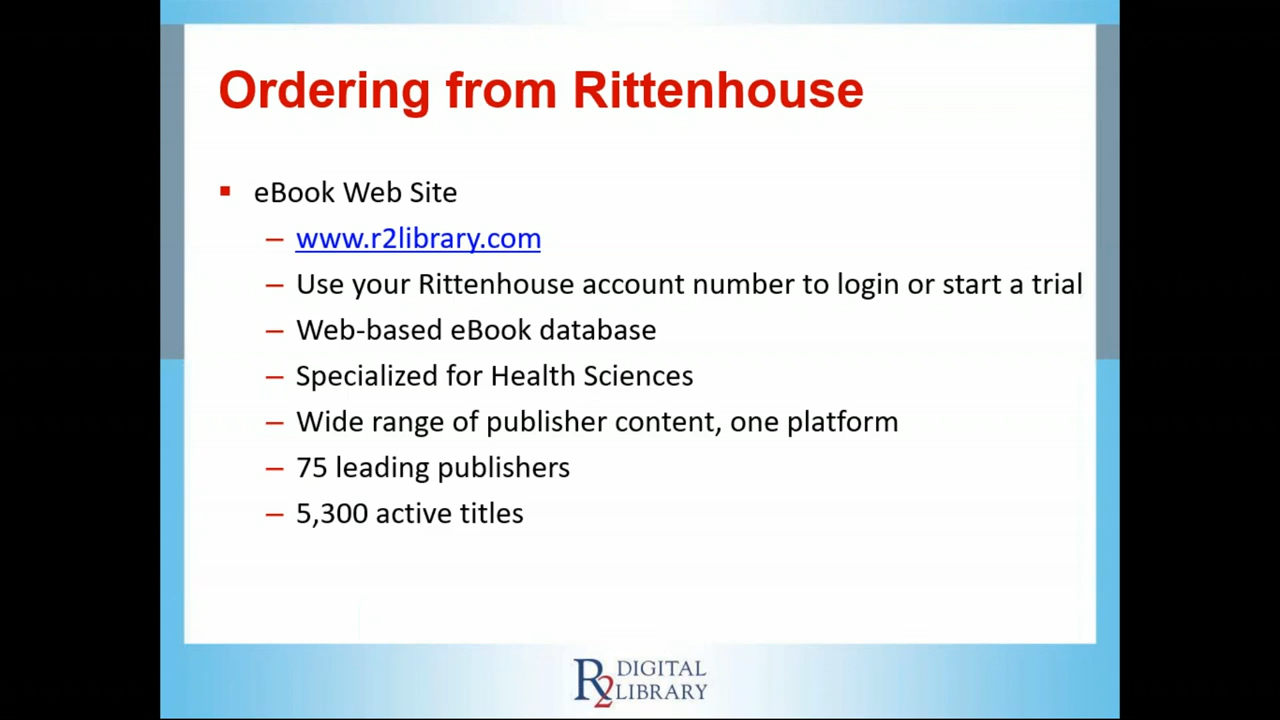 Ordering from Rittenhouse
▪ eBook Web Site
– www.r2library.com
– Use your Rittenhouse account number to login or start a trial
– Web-based eBook database
– Specialized for Health Sciences
– Wide range of publisher content, one platform
– 75 leading publishers
– 5,300 active titles
R2 DIGITAL
LIBRARY